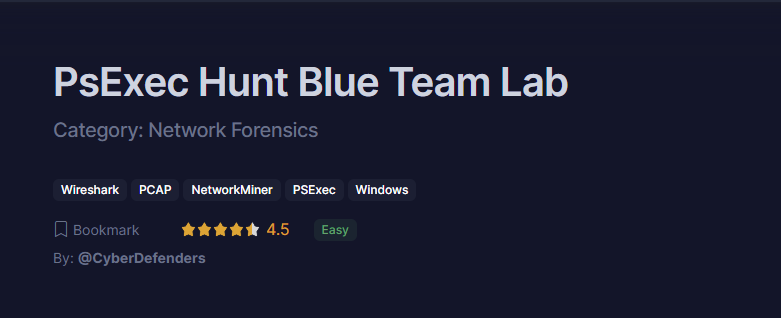 PsExec Hunt Blue Team Lab
Category: Network Forensics
Wireshark PCAP NetworkMiner PSExec Windows
Bookmark 4.5 Easy
By: @CyberDefenders